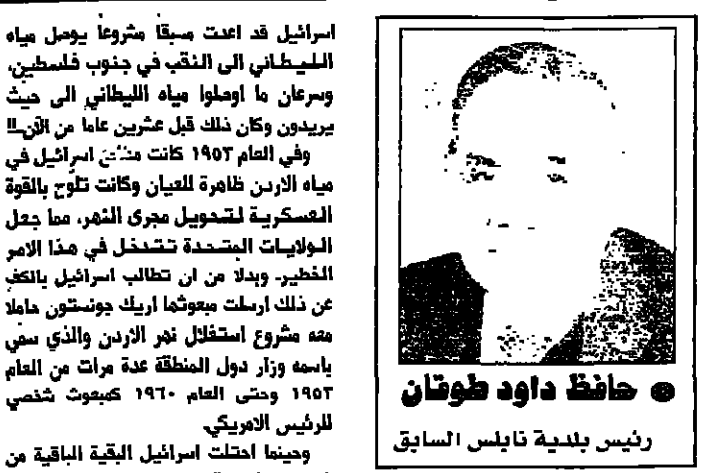 اسرائيل قد اعدت مسبقاً مشروعاً يوصل مياه
الليطاني الى النقب في جنوب فلسطين،
وسرعان ما اوصلوا مياه الليطاني الى حيث
يريدون وكان ذلك قبل عشرين عاما من الآن!!
وفي العام ١٩٥٣ كانت اسرائيل في
مياه الاردن ظاهرة للعيان وكانت تلوح بالقوة
العسكرية لتحويل مجرى النهر، مما جعل
الولايات المتحدة تتدخل في هذا الامر
الخطير. وبدلا من ان تطالب اسرائيل بالكف
عن ذلك ارسلت مبعوثها اريك جونستون حاملا
معه مشروع استغلال نهر الاردن والذي سمي
باسمه وزار دول المنطقة عدة مرات من العام
١٩٥٣ وحتى العام ١٩٦٠ كمبعوث شخصي
للرئيس الامريكي.
وحينما احتلت اسرائيل البقية الباقية من
حافظ داود طوقان
رئيس بلدية نابلس السابق